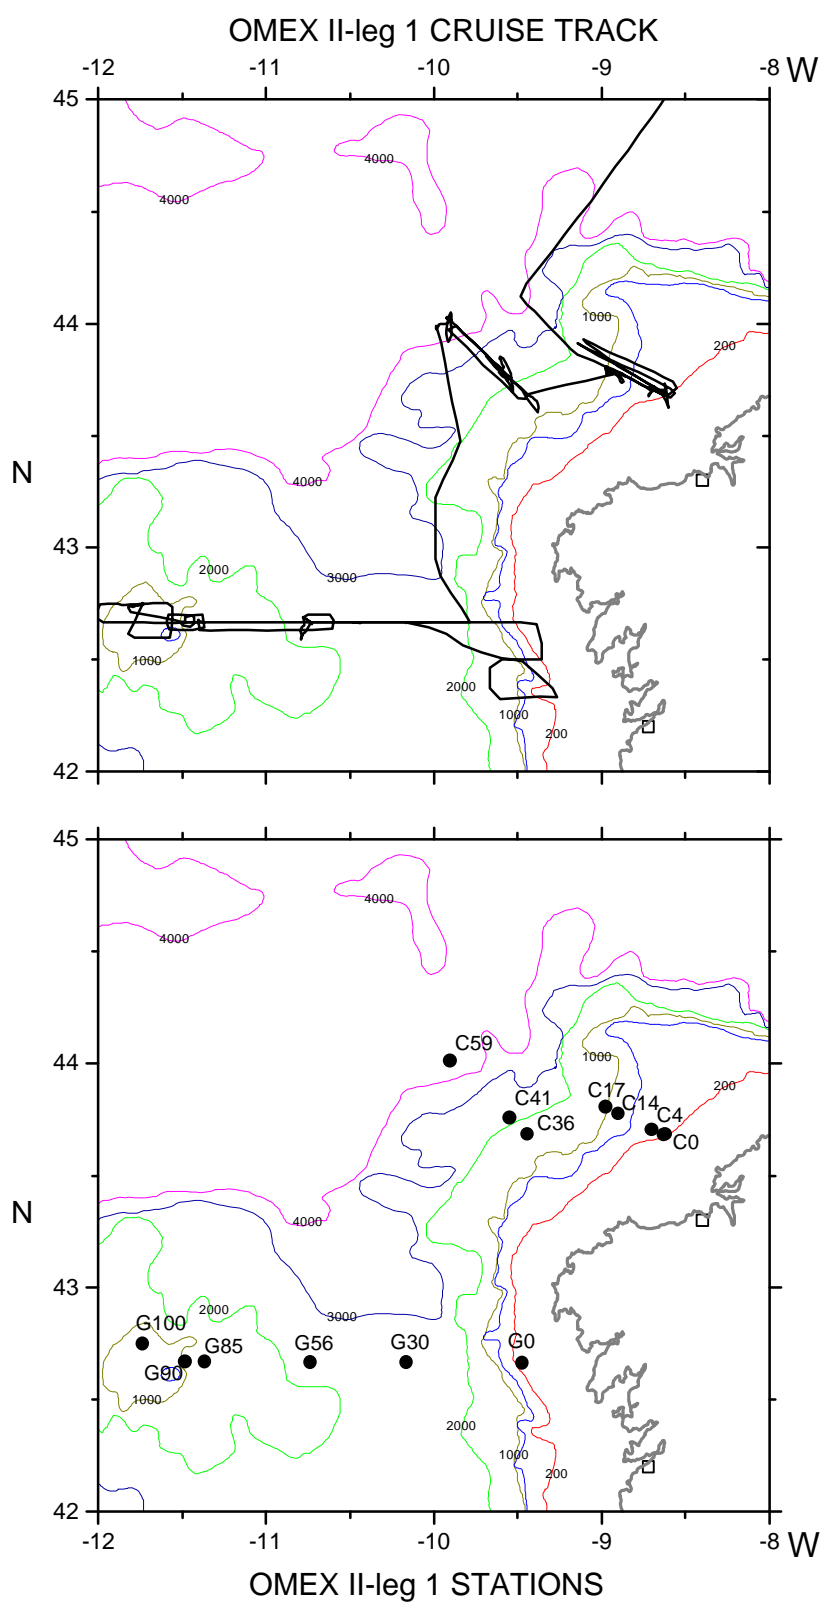 OMEX II-leg 1 CRUISE TRACK
-12 -11 -10 -9 -8 W
45
4000
4000
44
1000
200
N
4000
43
2000
3000
1000
2000
1000
200
42
45
4000
4000
C59
44
1000
C17
C14
C4
200
C41
C36
C0
N
4000
43
2000
3000
G100
G85
G56
G30
G0
G90
1000
2000
1000
200
42
-12 -11 -10 -9 -8 W
OMEX II-leg 1 STATIONS